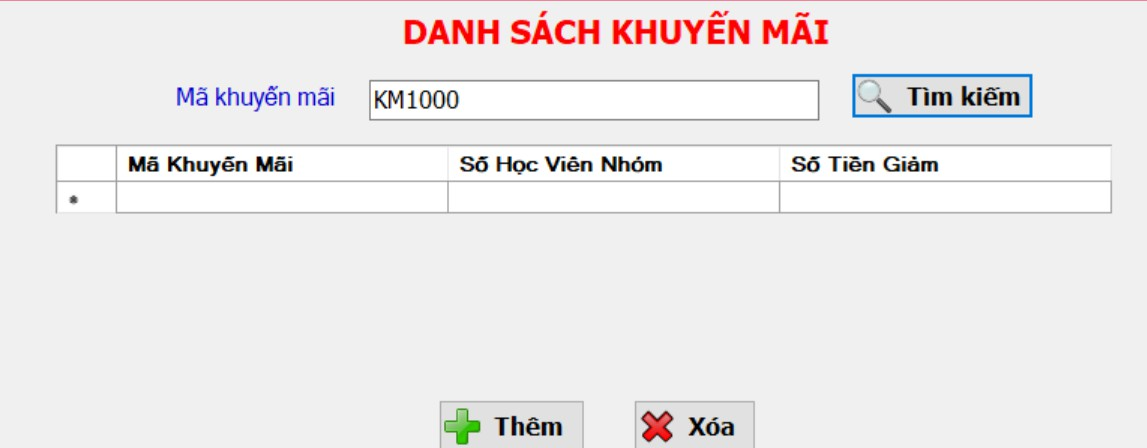 DANH SÁCH KHUYẾN MÃI
Mã khuyến mãi KM1000 Tìm kiếm
Mã Khuyến Mãi Số Học Viên Nhóm Số Tiền Giảm
*
Thêm Xóa